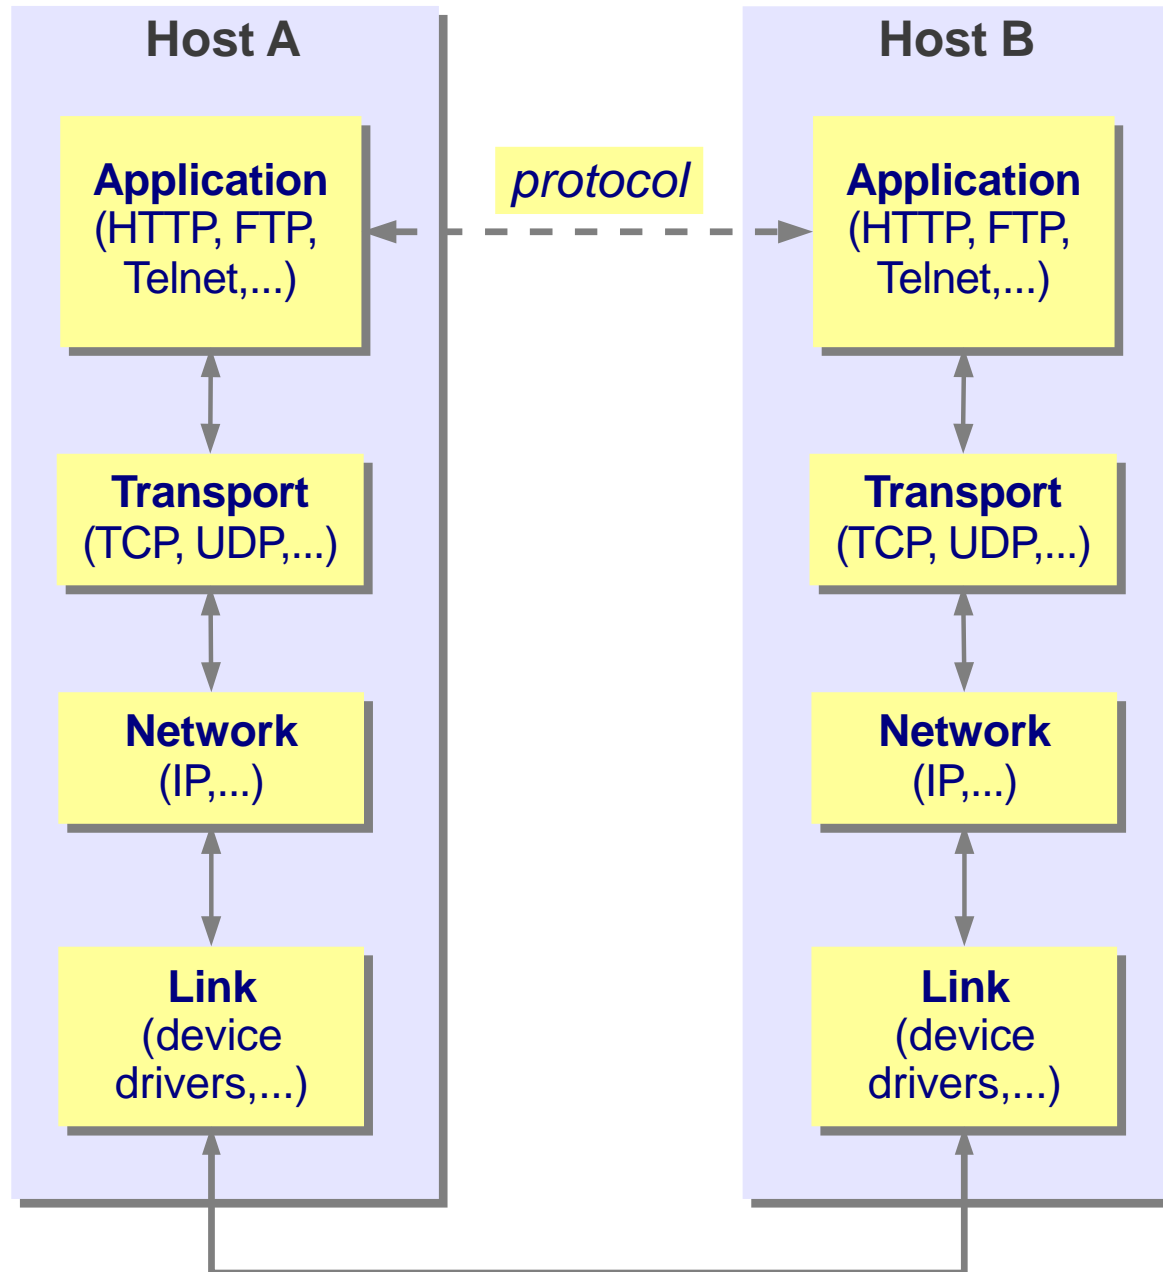 Host A
Application
(HTTP, FTP,
Telnet,...)
Transport
(TCP, UDP,...)
Network
(IP,...)
Link
(device
drivers,...)
protocol
Host B
Application
(HTTP, FTP,
Telnet,...)
Transport
(TCP, UDP,...)
Network
(IP,...)
Link
(device
drivers,...)